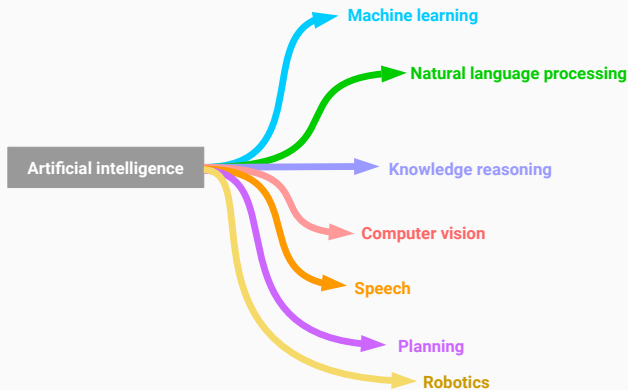 Machine learning
Natural language processing
Artificial intelligence
Knowledge reasoning
Computer vision
Speech
Planning
Robotics